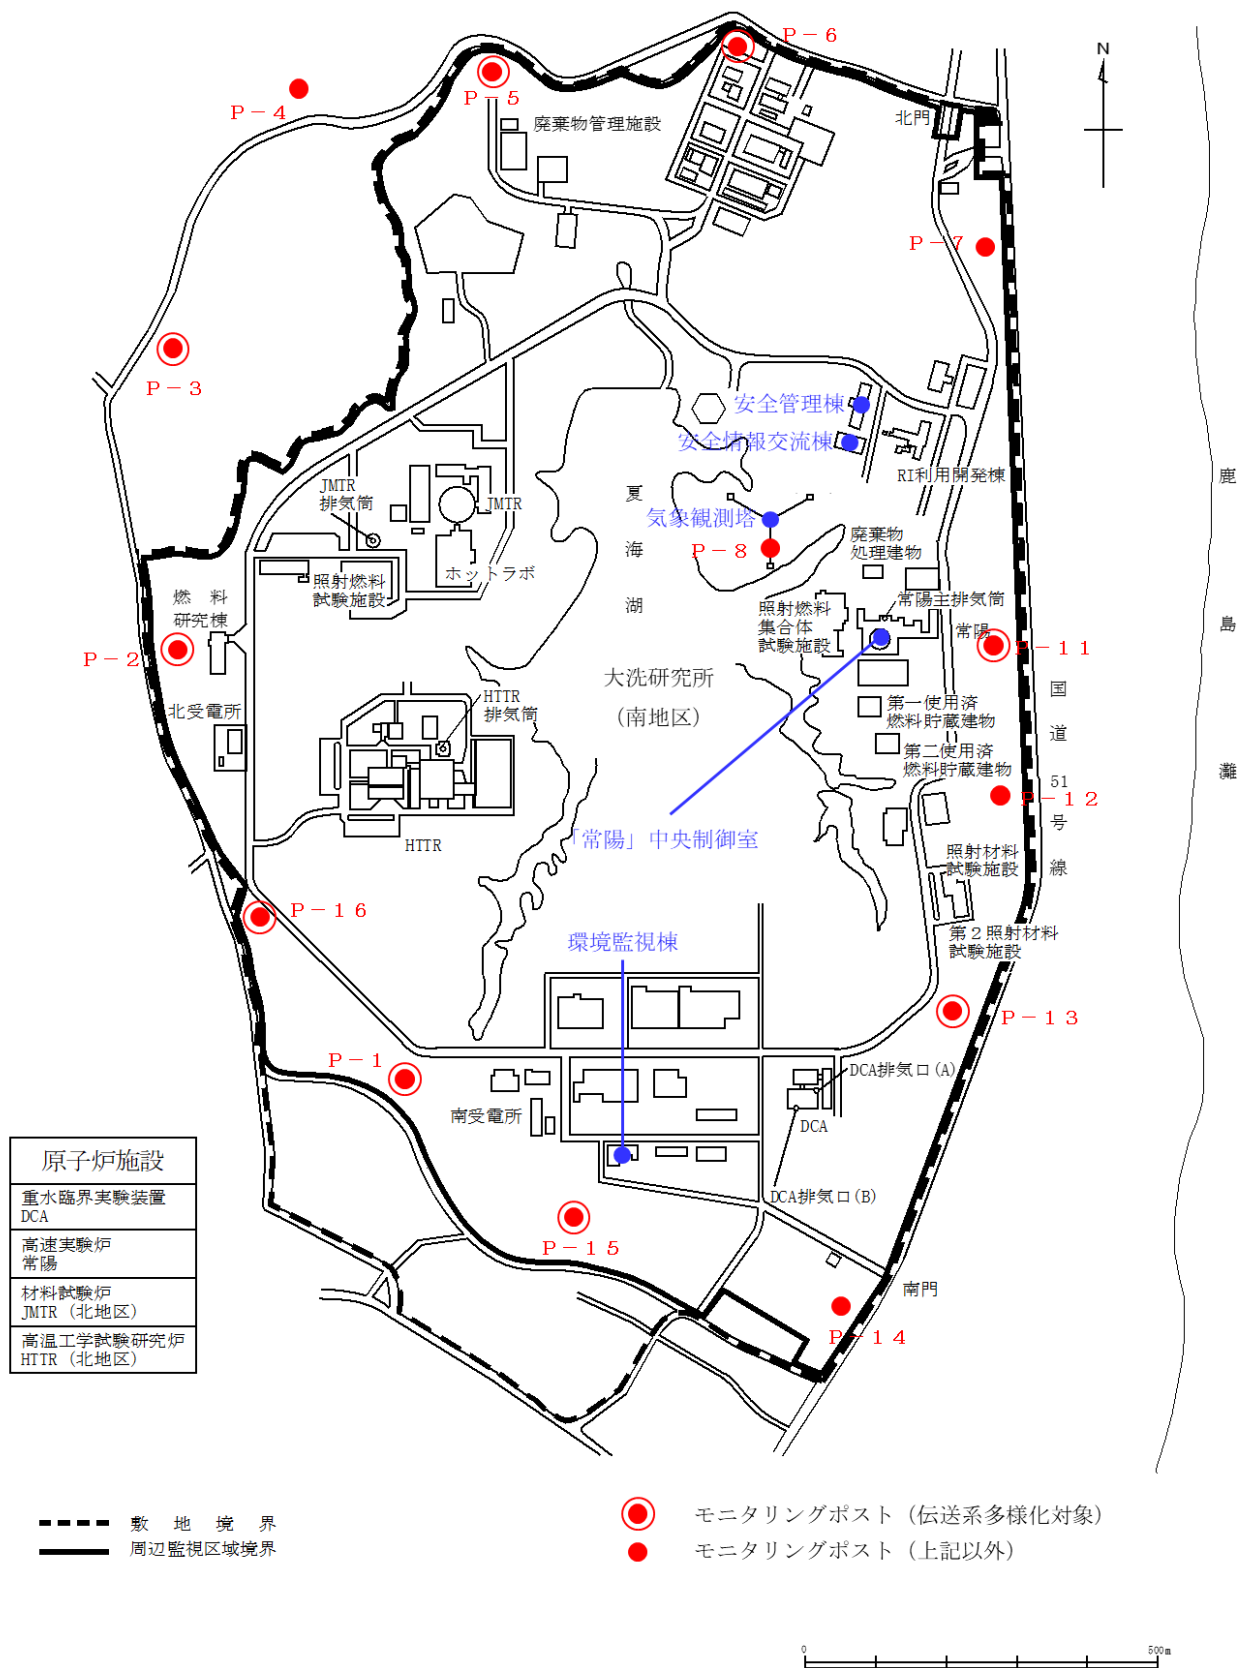 P－6
N
P－5
P－4
北門
廃棄物管理施設
P－7
P－3
安全管理棟
安全情報交流棟
RI利用開発棟
JMTR
排気筒
JMTR
夏
海
湖
気象観測塔
P－8
廃棄物
処理建物
鹿
島
灘
ホットラボ
照射燃料
試験施設
燃　料
研究棟
P－2
照射燃料
集合体
試験施設
常陽主排気筒
常陽
P－11
大洗研究所
（南地区）
HTTR
排気筒
北受電所
第一使用済
燃料貯蔵建物
第二使用済
燃料貯蔵建物
国
道
51
号
線
P－12
「常陽」中央制御室
HTTR
照射材料
試験施設
P－16
第２照射材料
試験施設
環境監視棟
P－13
P－1
DCA排気口(A)
南受電所
DCA
DCA排気口(B)
P－15
南門
P－14
原子炉施設
重水臨界実験装置
DCA
高速実験炉
常陽
材料試験炉
JMTR（北地区）
高温工学試験研究炉
HTTR（北地区）
敷　地　境　界
周辺監視区域境界
モニタリングポスト（伝送系多様化対象）
モニタリングポスト（上記以外）
0
500m